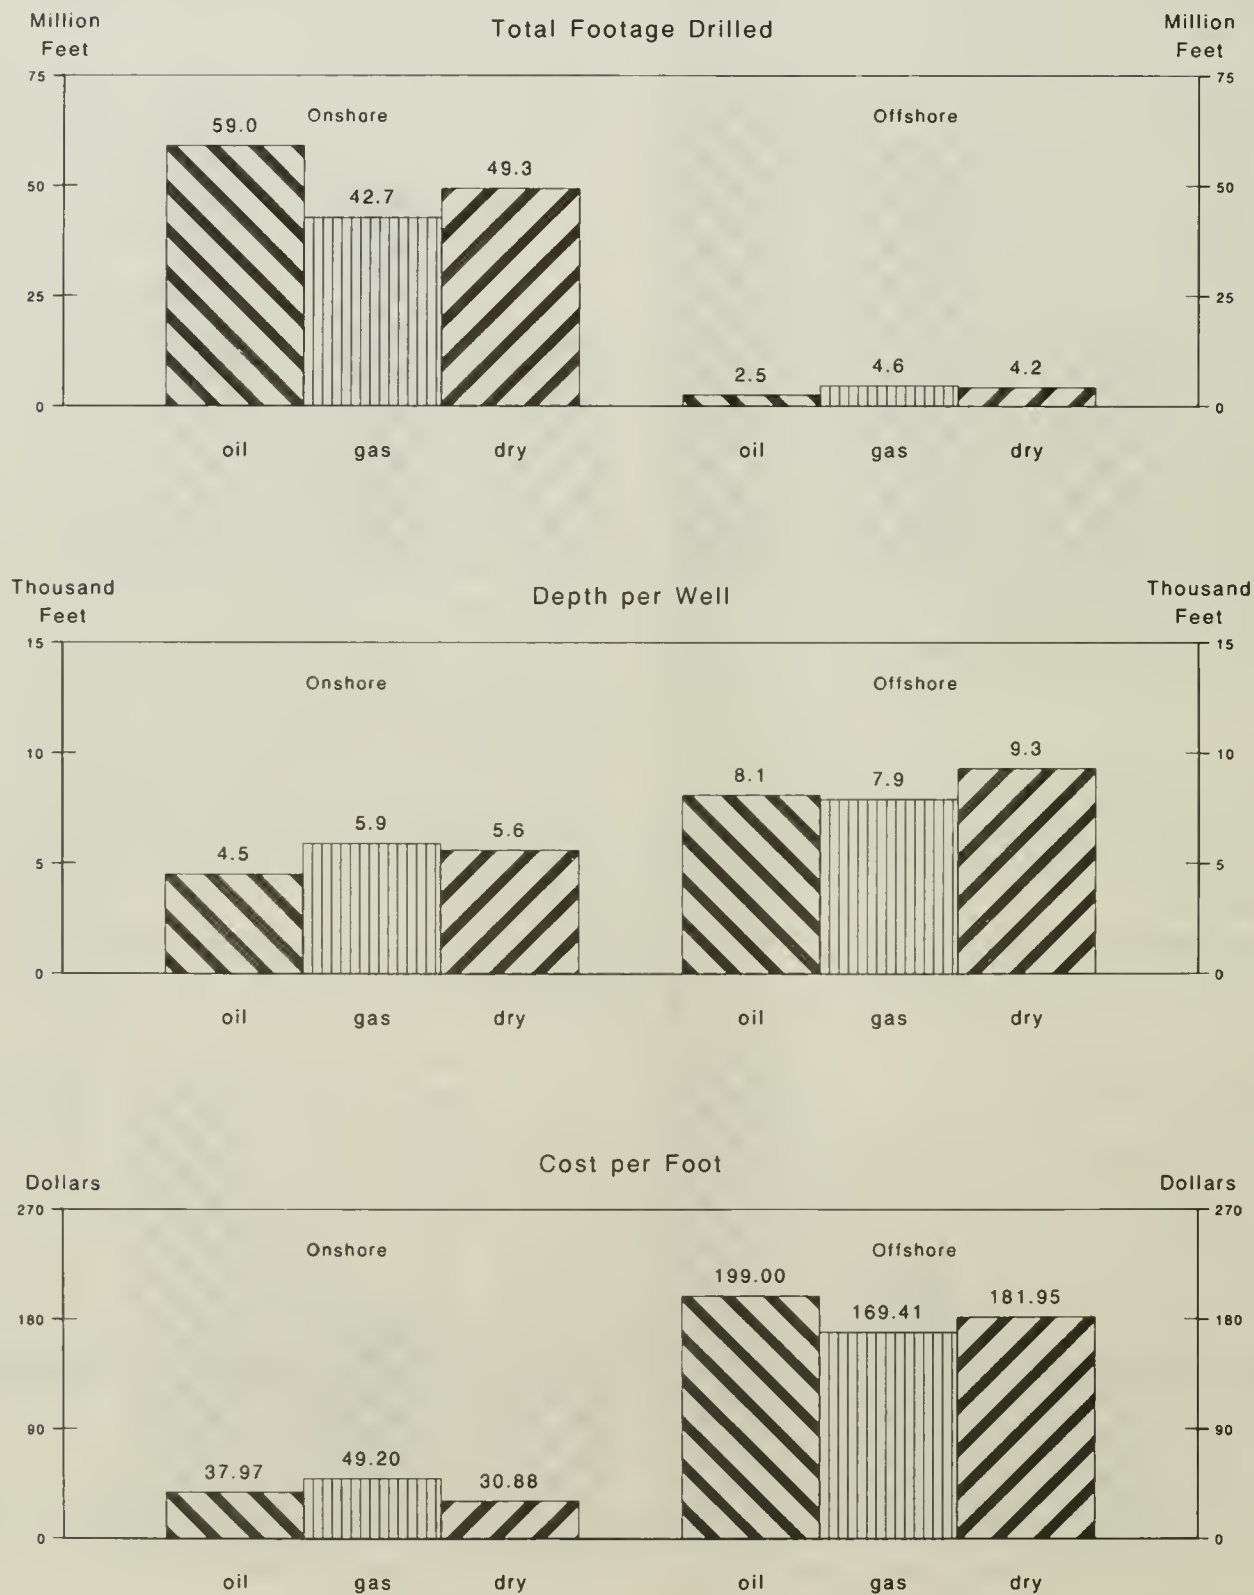 Total Footage Drilled
Million Feet
Million Feet
75
75
Onshore
Offshore
59.0
42.7
49.3
50
50
25
25
2.5
4.6
4.2
0
0
oil gas dry oil gas dry
Depth per Well
Thousand Feet
Thousand Feet
15
15
Onshore
Offshore
10
10
4.5
5.9
5.6
8.1
7.9
9.3
5
5
0
0
oil gas dry oil gas dry
Cost per Foot
Dollars
Dollars
270
270
Onshore
Offshore
199.00
169.41
181.95
180
180
90
90
37.97
49.20
30.88
0
0
oil gas dry oil gas dry